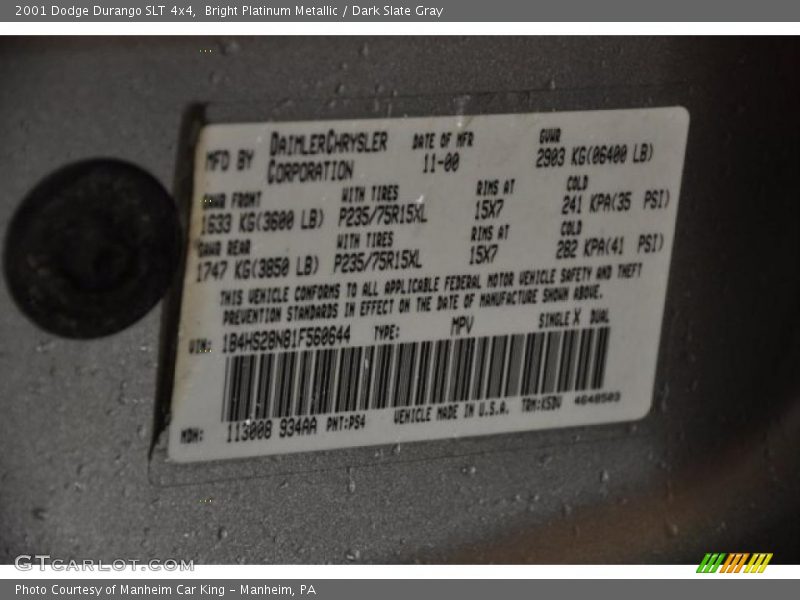 2001 Dodge Durango SLT 4x4, Bright Platinum Metallic / Dark Slate Gray
MFD BY DAIMLERCHRYSLER CORPORATION DATE OF MFR 11-00 GVWR 2903 KG(06400 LB)
GAWR FRONT WITH TIRES RIMS AT COLD
1633 KG(3600 LB) P235/75R15XL 15X7 241 KPA(35 PSI)
GAWR REAR WITH TIRES RIMS AT COLD
1747 KG(3850 LB) P235/75R15XL 15X7 282 KPA(41 PSI)
THIS VEHICLE CONFORMS TO ALL APPLICABLE FEDERAL MOTOR VEHICLE SAFETY AND THEFT
PREVENTION STANDARDS IN EFFECT ON THE DATE OF MANUFACTURE SHOWN ABOVE.
VIN: 1B4HS28N81F560644 TYPE: MPV SINGLE X DUAL
MDH: 113008 934AA PNT:PS4 VEHICLE MADE IN U.S.A. TRM:K5DV 4648503
GTCARLOT.COM
Photo Courtesy of Manheim Car King - Manheim, PA